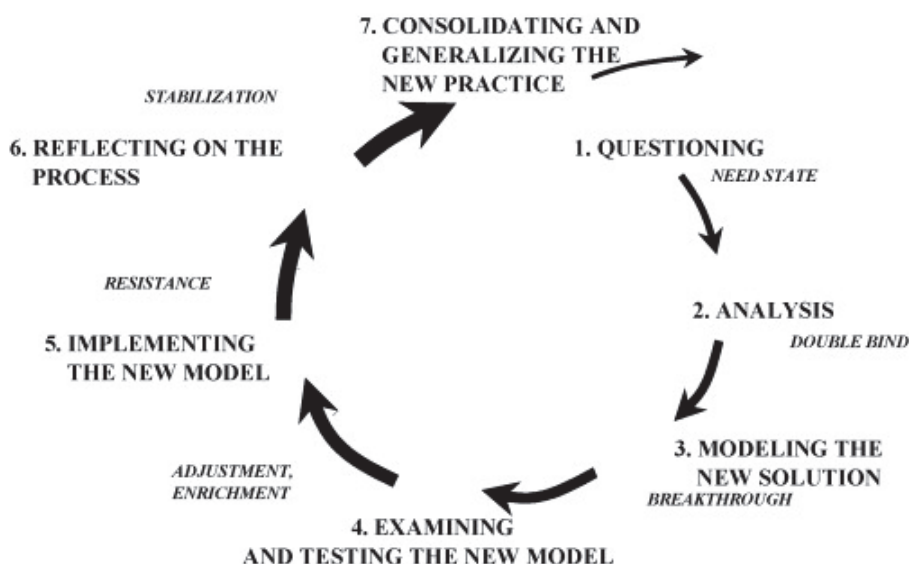 7. CONSOLIDATING AND
GENERALIZING THE
NEW PRACTICE
STABILIZATION
6. REFLECTING ON THE
PROCESS
1. QUESTIONING
NEED STATE
RESISTANCE
2. ANALYSIS
DOUBLE BIND
5. IMPLEMENTING
THE NEW MODEL
3. MODELING THE
NEW SOLUTION
BREAKTHROUGH
ADJUSTMENT,
ENRICHMENT
4. EXAMINING
AND TESTING THE NEW MODEL